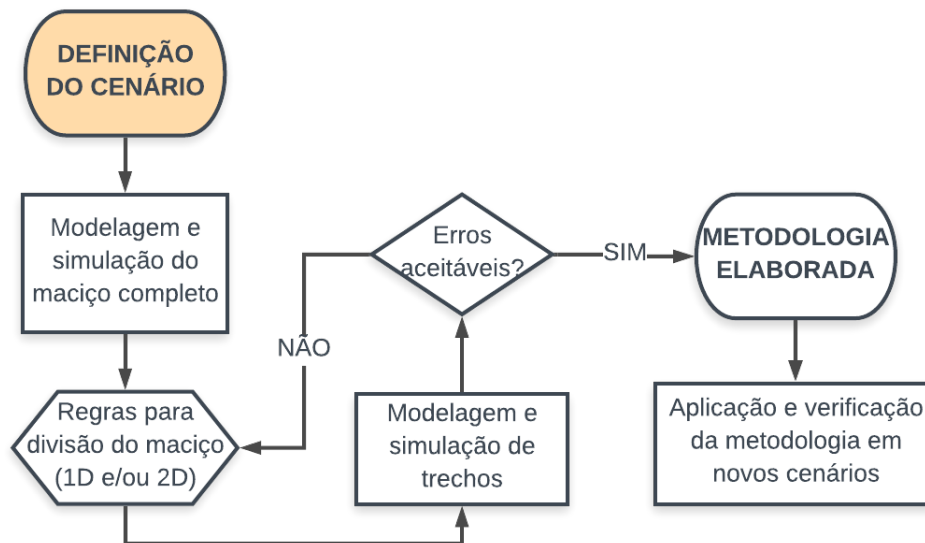 DEFINIÇÃO
DO CENÁRIO
Modelagem e
simulação do
maciço completo
Regras para
divisão do maciço
(1D e/ou 2D)
NÃO
Modelagem e
simulação de
trechos
Erros
aceitáveis?
SIM
METODOLOGIA
ELABORADA
Aplicação e verificação
da metodologia em
novos cenários